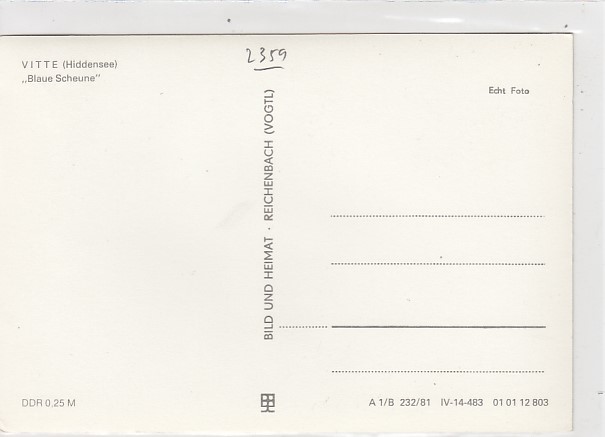 VITTE (Hiddensee)
„Blaue Scheune"
2359
Echt Foto
BILD UND HEIMAT · REICHENBACH (VOGTL)
DDR 0,25 M
A 1/B 232/81 IV-14-483 01 01 12 803